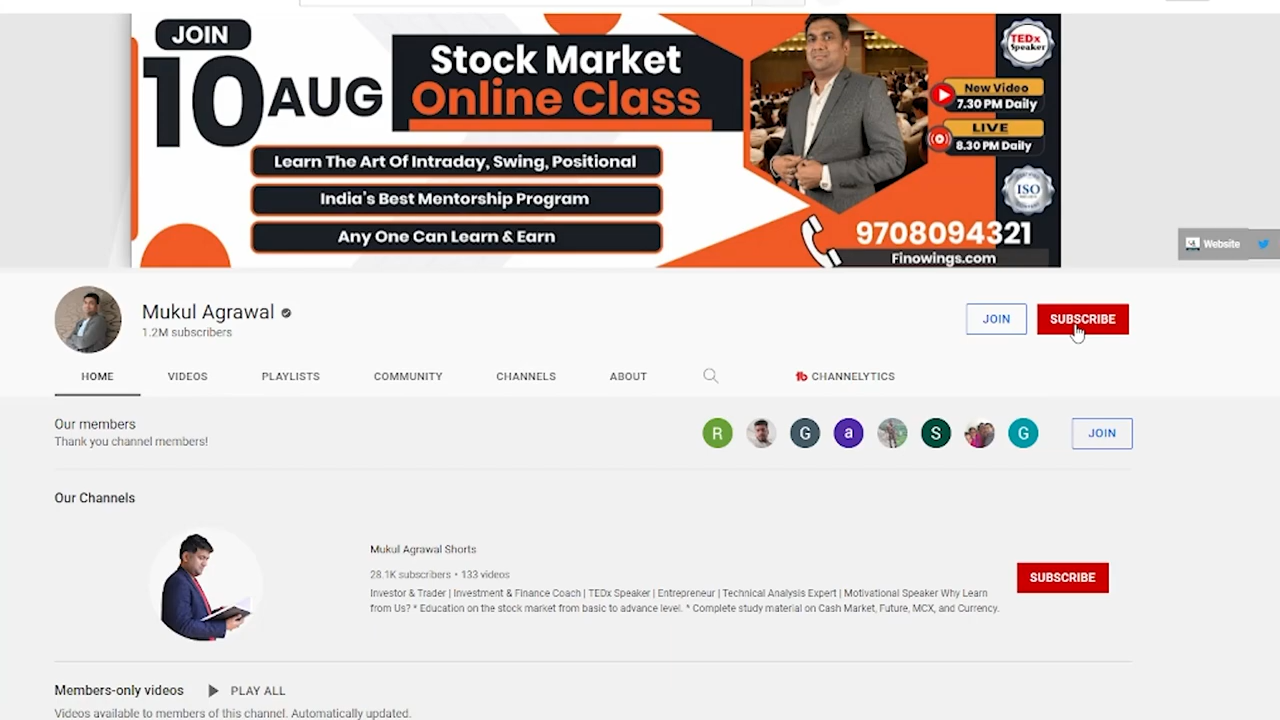 JOIN
10 AUG
Stock Market
Online Class
Learn The Art Of Intraday, Swing, Positional
India's Best Mentorship Program
Any One Can Learn & Earn
TEDx
Speaker
New Video
7.30 PM Daily
LIVE
8.30 PM Daily
ISO
9708094321
Finowings.com
Website
Mukul Agrawal
1.2M subscribers
JOIN
SUBSCRIBE
HOME
VIDEOS
PLAYLISTS
COMMUNITY
CHANNELS
ABOUT
tb CHANNELYTICS
Our members
Thank you channel members!
R
G
a
S
G
JOIN
Our Channels
Mukul Agrawal Shorts
28.1K subscribers • 133 videos
Investor & Trader | Investment & Finance Coach | TEDx Speaker | Entrepreneur | Technical Analysis Expert | Motivational Speaker Why Learn
from Us? * Education on the stock market from basic to advance level. * Complete study material on Cash Market, Future, MCX, and Currency.
SUBSCRIBE
Members-only videos
PLAY ALL
Videos available to members of this channel. Automatically updated.